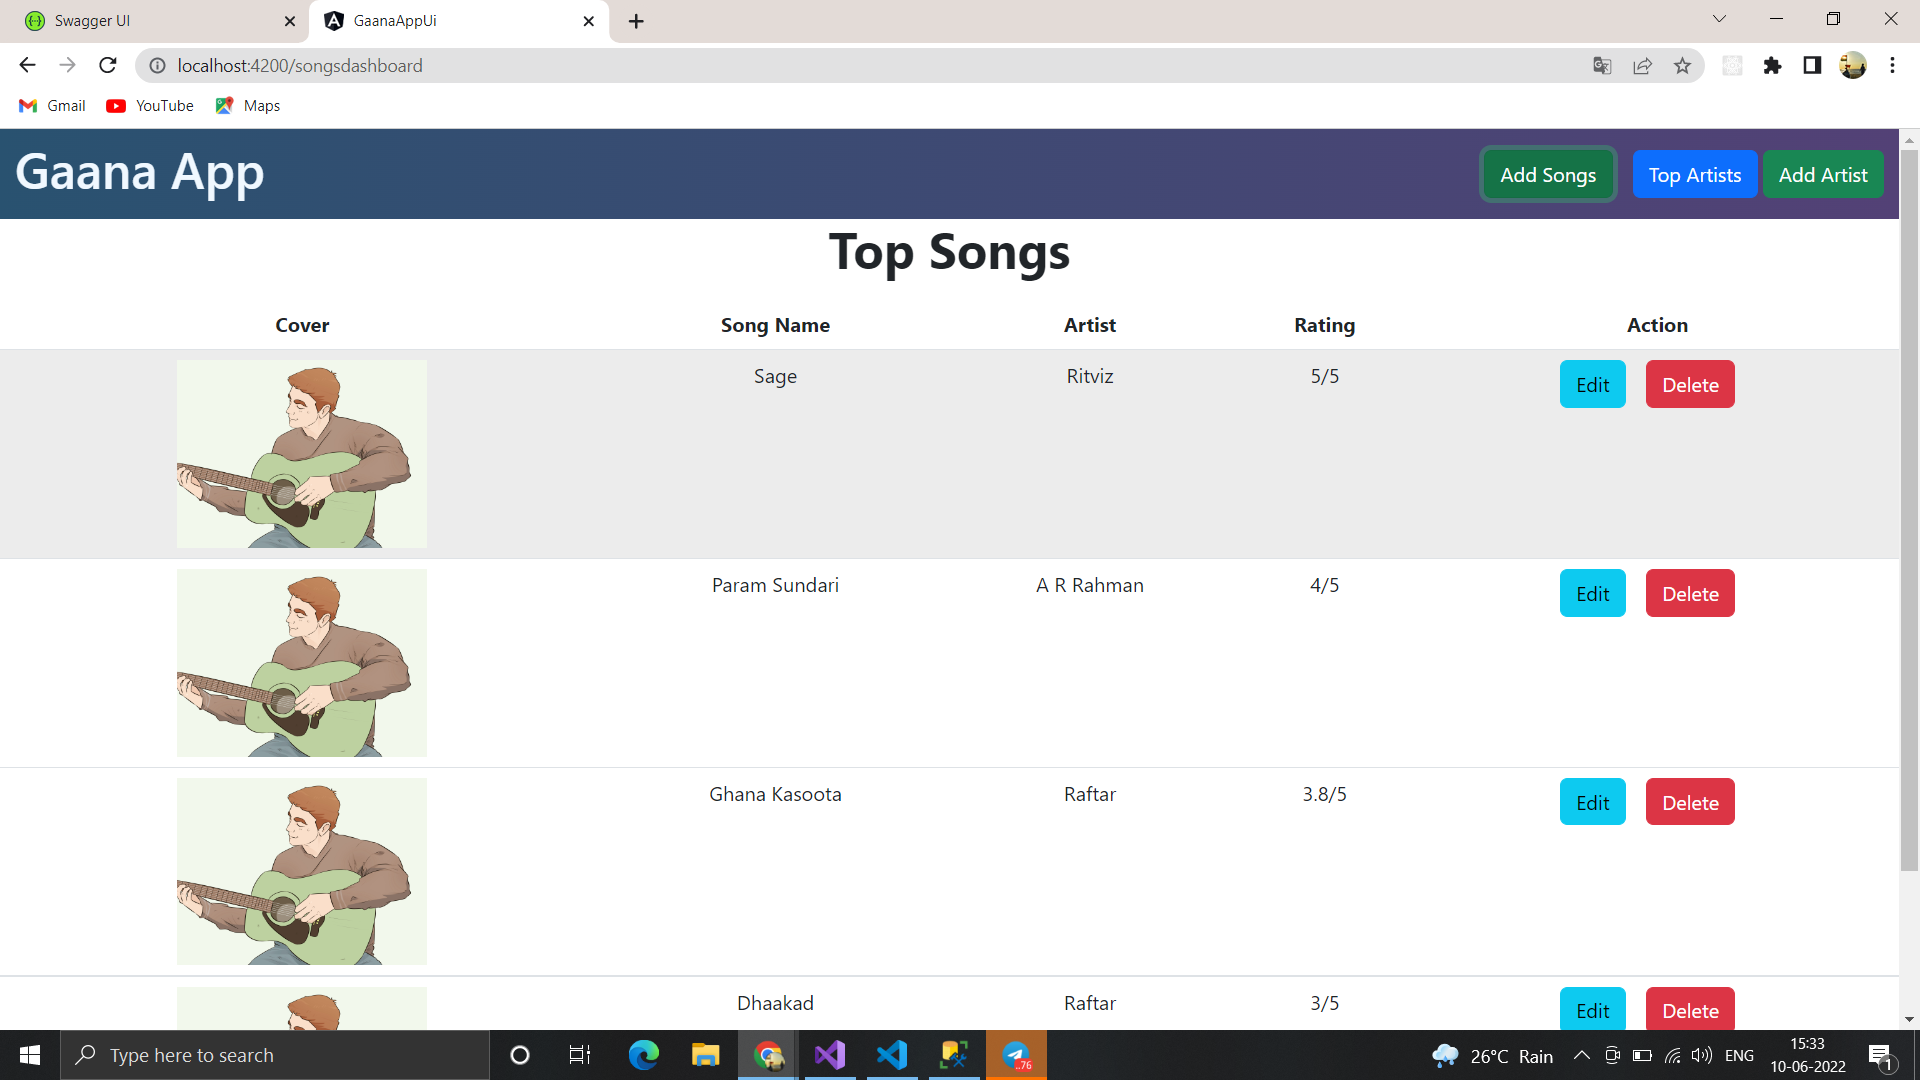 Swagger UI
GaanaAppUi
localhost:4200/songsdashboard
Gmail YouTube Maps
Gaana App
Add Songs Top Artists Add Artist
Top Songs
Cover Song Name Artist Rating Action
Sage Ritviz 5/5 Edit Delete
Param Sundari A R Rahman 4/5 Edit Delete
Ghana Kasoota Raftar 3.8/5 Edit Delete
Dhaakad Raftar 3/5 Edit Delete
Type here to search
..76
26°C Rain
ENG
15:33
10-06-2022
1